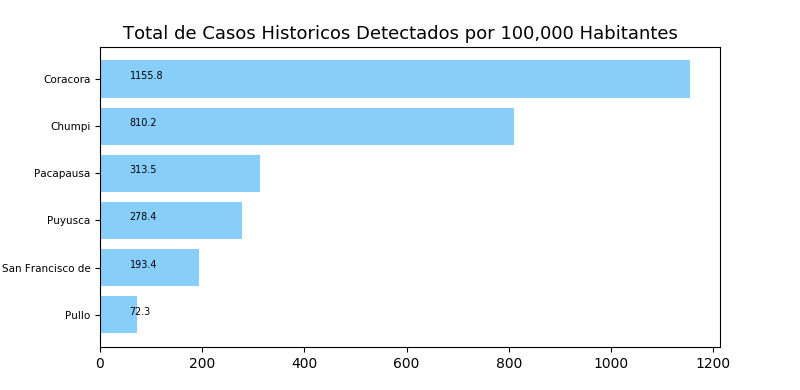 Total de Casos Historicos Detectados por 100,000 Habitantes
Coracora 1155.8
Chumpi 810.2
Pacapausa 313.5
Puyusca 278.4
San Francisco de 193.4
Pullo 72.3
0 200 400 600 800 1000 1200